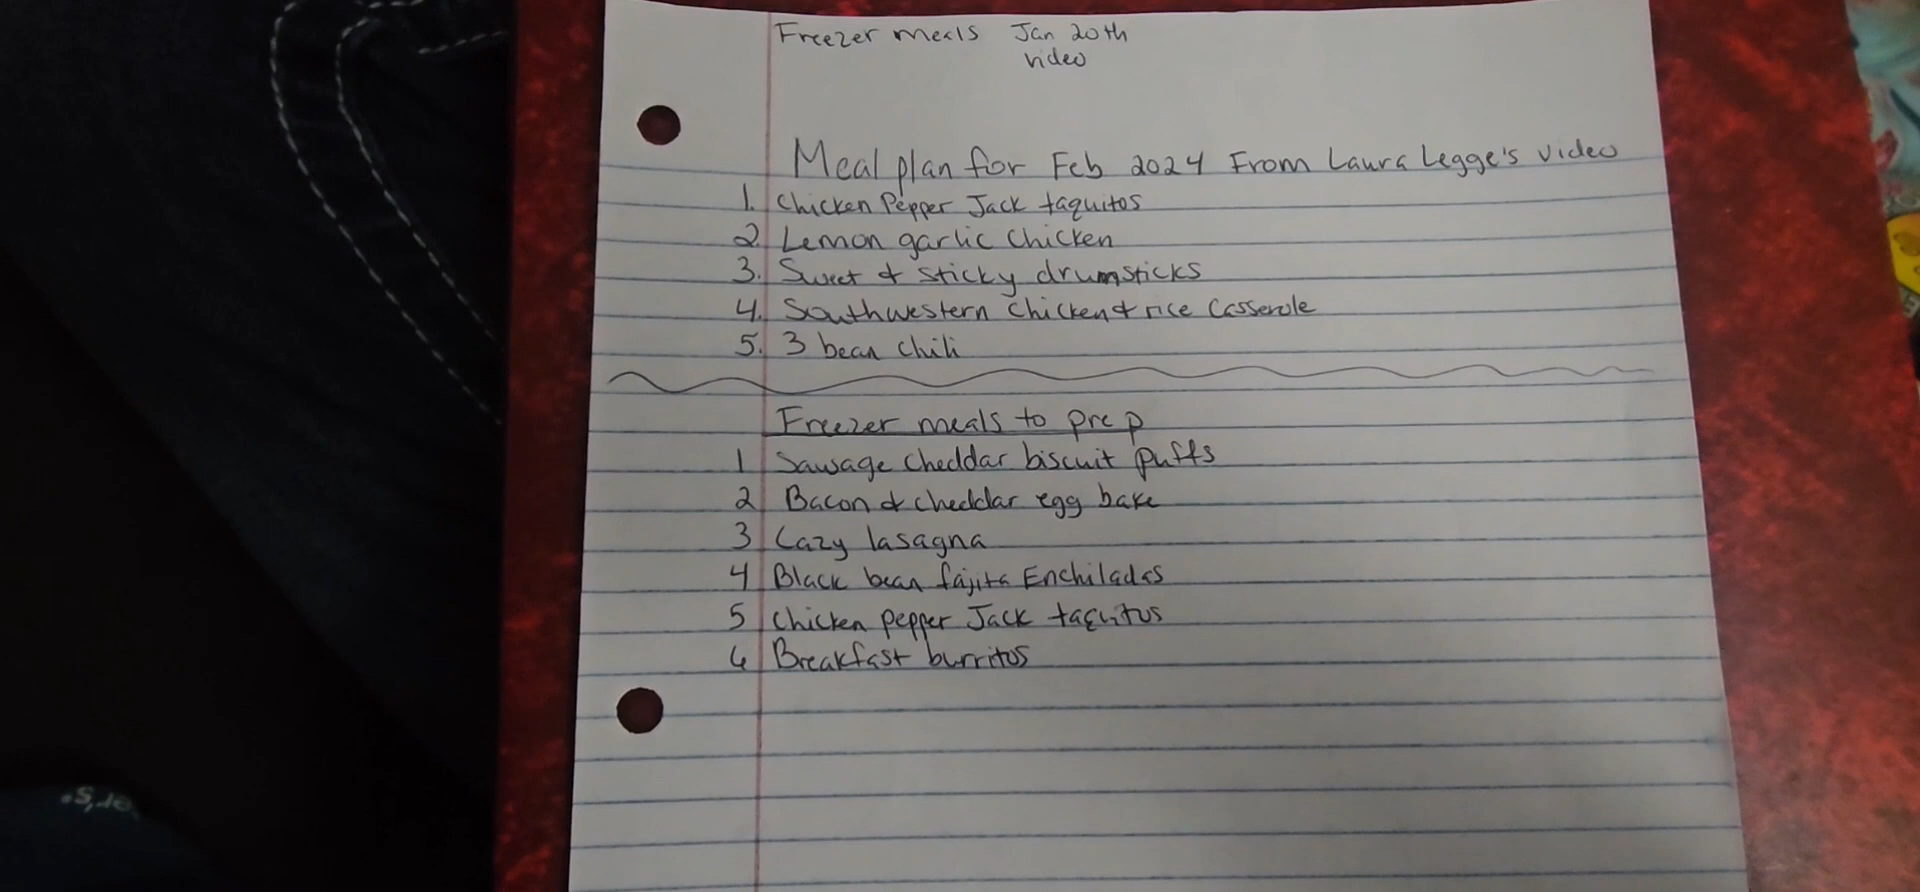 Freezer meals Jan 20th
video
Meal plan for Feb 2024 From Laura Legge's video
1. Chicken Pepper Jack taquitos
2 Lemon garlic Chicken
3. Sweet & sticky drumsticks
4. Southwestern Chicken & rice Casserole
5. 3 bean chili
Freezer meals to prep
1 Sawsage cheddar biscuit puffs
2 Bacon & cheddar egg bake
3 Lazy lasagna
4 Black bean fajita Enchiladas
5 Chicken pepper Jack taquitos
6 Breakfast burritos